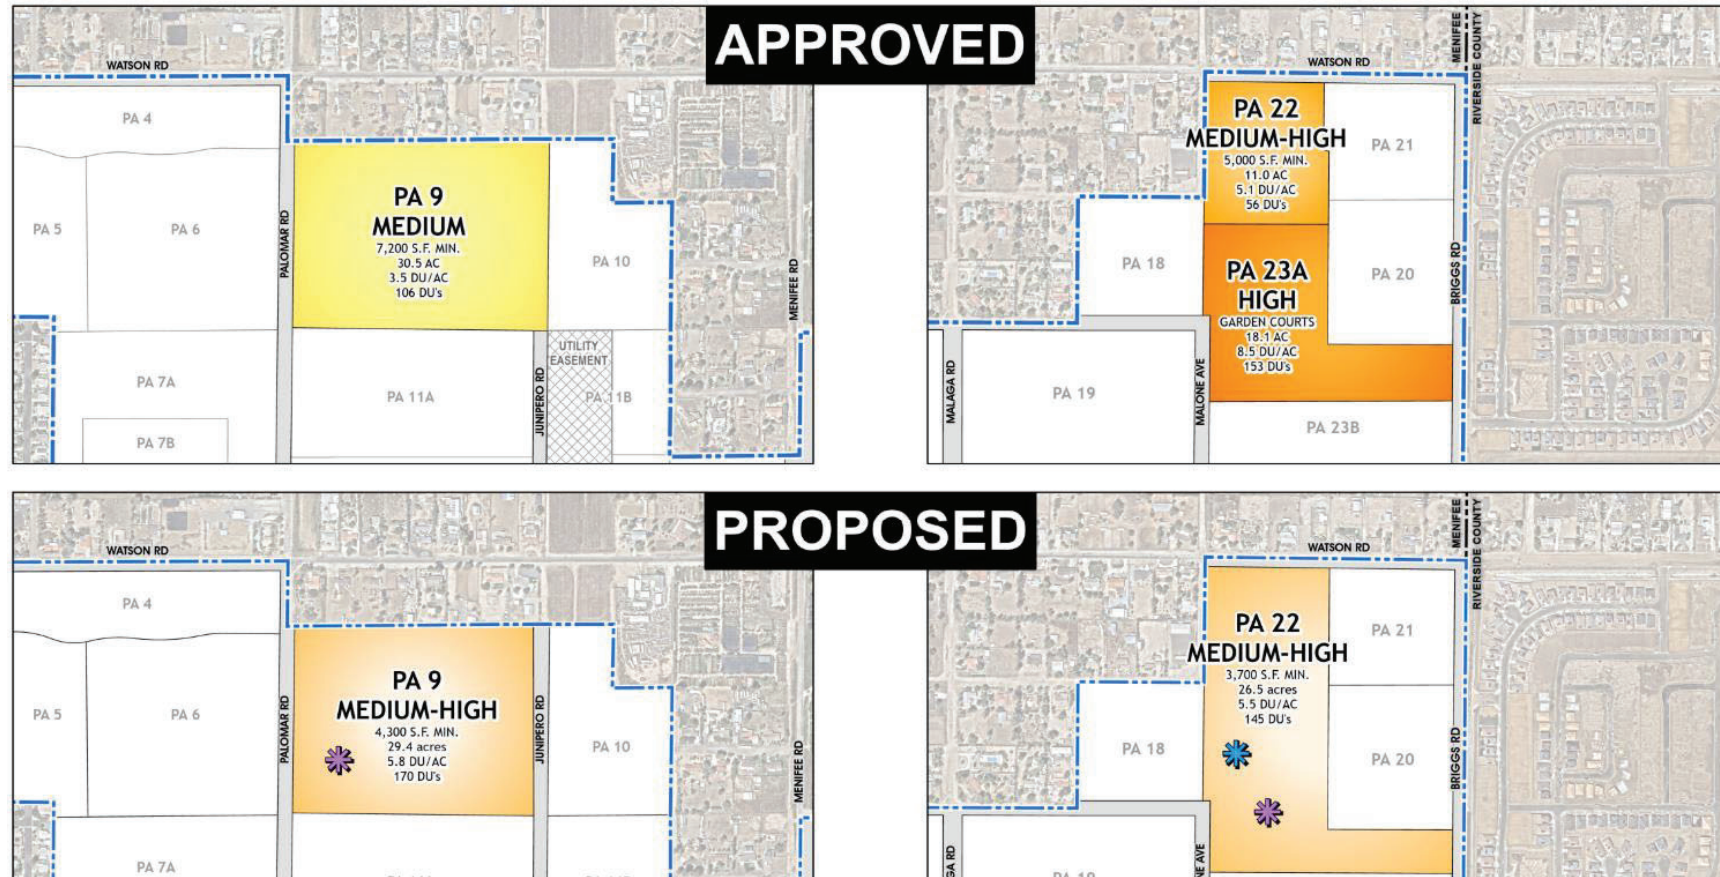 APPROVED
WATSON RD
PA 4
PA 5
PA 6
PALOMAR RD
PA 9
MEDIUM
7,200 S.F. MIN.
30.5 AC
3.5 DU/AC
106 DU's
PA 10
MENIFEE RD
UTILITY
EASEMENT
PA 7A
PA 7B
PA 11A
JUNIPERO RD
PA 11B
WATSON RD
MENIFEE
RIVERSIDE COUNTY
PA 22
MEDIUM-HIGH
5,000 S.F. MIN.
11.0 AC
5.1 DU/AC
56 DU's
PA 21
PA 18
PA 23A
HIGH
GARDEN COURTS
18.1 AC
8.5 DU/AC
153 DU's
PA 20
BRIGGS RD
MALAGA RD
PA 19
MALONE AVE
PA 23B
PROPOSED
WATSON RD
PA 4
PA 5
PA 6
PALOMAR RD
PA 9
MEDIUM-HIGH
4,300 S.F. MIN.
29.4 acres
5.8 DU/AC
170 DU's
JUNIPERO RD
PA 10
MENIFEE RD
PA 7A
WATSON RD
MENIFEE
RIVERSIDE COUNTY
PA 22
MEDIUM-HIGH
3,700 S.F. MIN.
26.5 acres
5.5 DU/AC
145 DU's
PA 21
PA 18
PA 20
BRIGGS RD
GA RD
PA 19
NE AVE